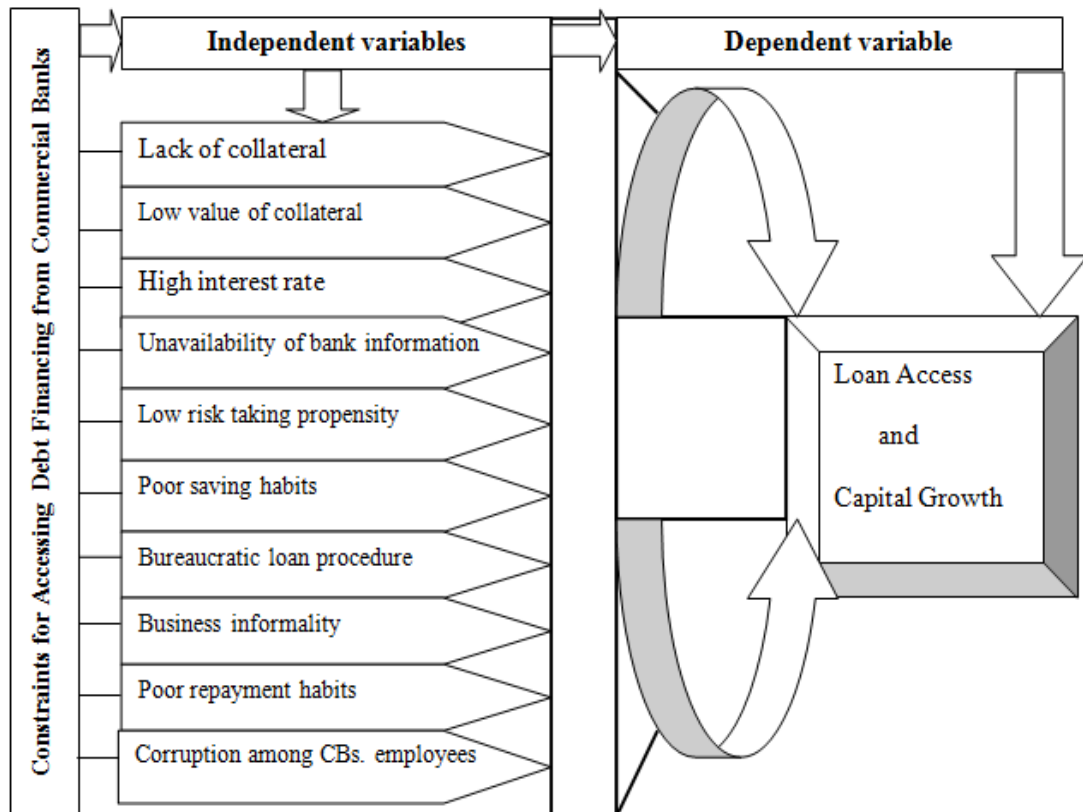 Constraints for Accessing Debt Financing from Commercial Banks
Independent variables
Dependent variable
Lack of collateral
Low value of collateral
High interest rate
Unavailability of bank information
Low risk taking propensity
Poor saving habits
Bureaucratic loan procedure
Business informality
Poor repayment habits
Corruption among CBs. employees
Loan Access
and
Capital Growth